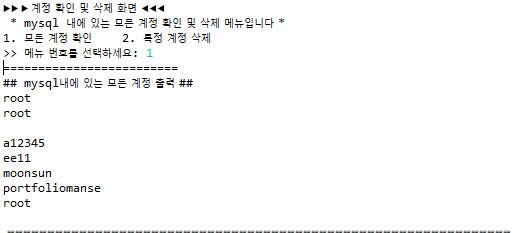 ▶▶▶계정 확인 및 삭제 화면 ◀◀◀
* mysql 내에 있는 모든 계정 확인 및 삭제 메뉴입니다 *
1. 모든 계정 확인    2. 특정 계정 삭제
>> 메뉴 번호를 선택하세요: 1
=========================
## mysql내에 있는 모든 계정 출력 ##
root
root

a12345
ee11
moonsun
portfoliomanse
root

========================================================================